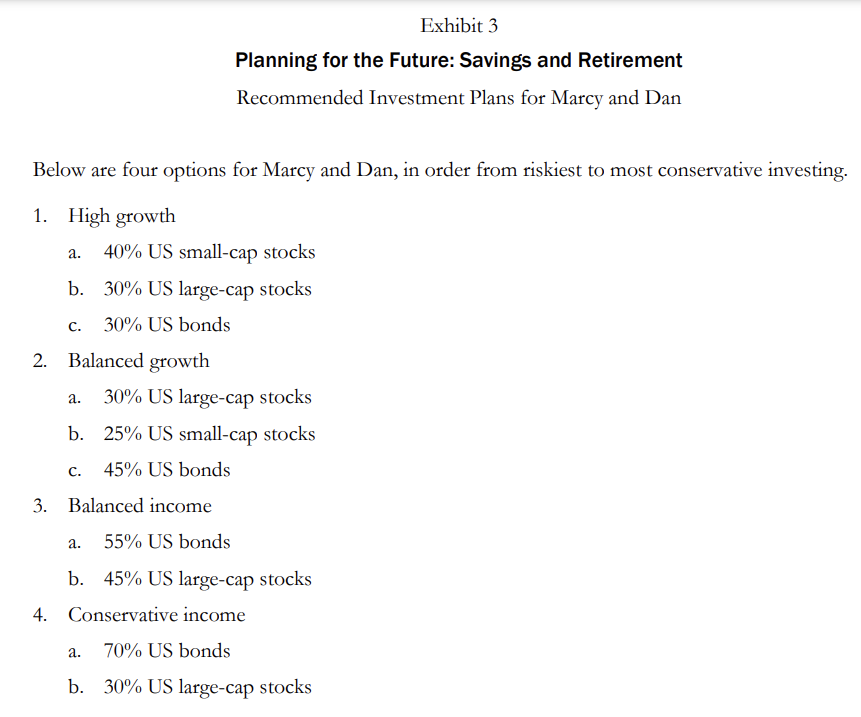 Exhibit 3
Planning for the Future: Savings and Retirement
Recommended Investment Plans for Marcy and Dan
Below are four options for Marcy and Dan, in order from riskiest to most conservative investing.
1. High growth
a. 40% US small-cap stocks
b. 30% US large-cap stocks
c. 30% US bonds
2. Balanced growth
a. 30% US large-cap stocks
b. 25% US small-cap stocks
c. 45% US bonds
3. Balanced income
a. 55% US bonds
b. 45% US large-cap stocks
4. Conservative income
a. 70% US bonds
b. 30% US large-cap stocks